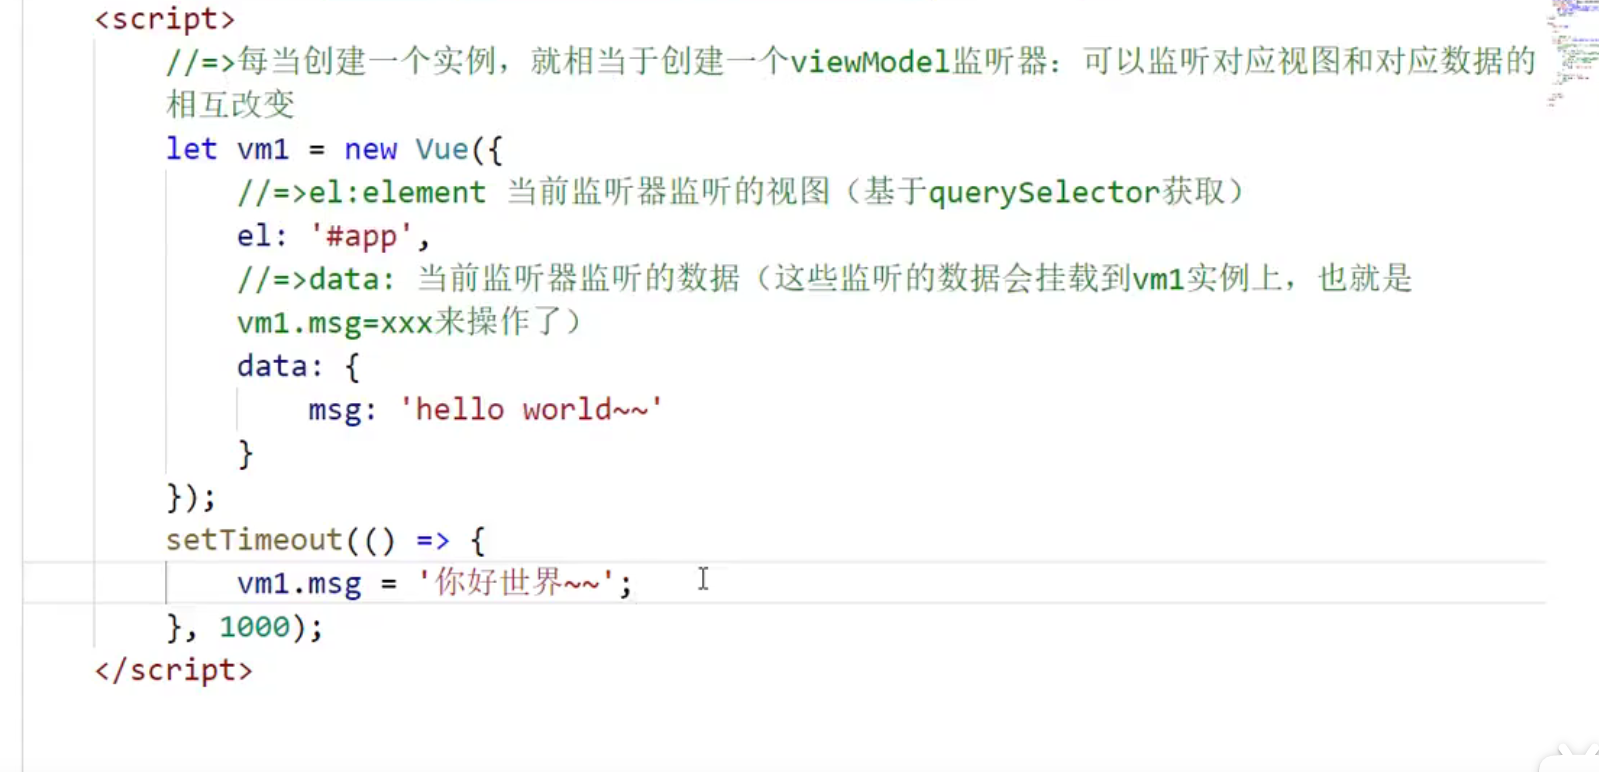 <script>
//=>每当创建一个实例，就相当于创建一个viewModel监听器：可以监听对应视图和对应数据的
相互改变
let vm1 = new Vue({
//=>el:element 当前监听器监听的视图（基于querySelector获取）
el: '#app',
//=>data: 当前监听器监听的数据（这些监听的数据会挂载到vm1实例上，也就是
vm1.msg=xxx来操作了）
data: {
msg: 'hello world~~'
}
});
setTimeout(() => {
vm1.msg = '你好世界~~';
}, 1000);
</script>